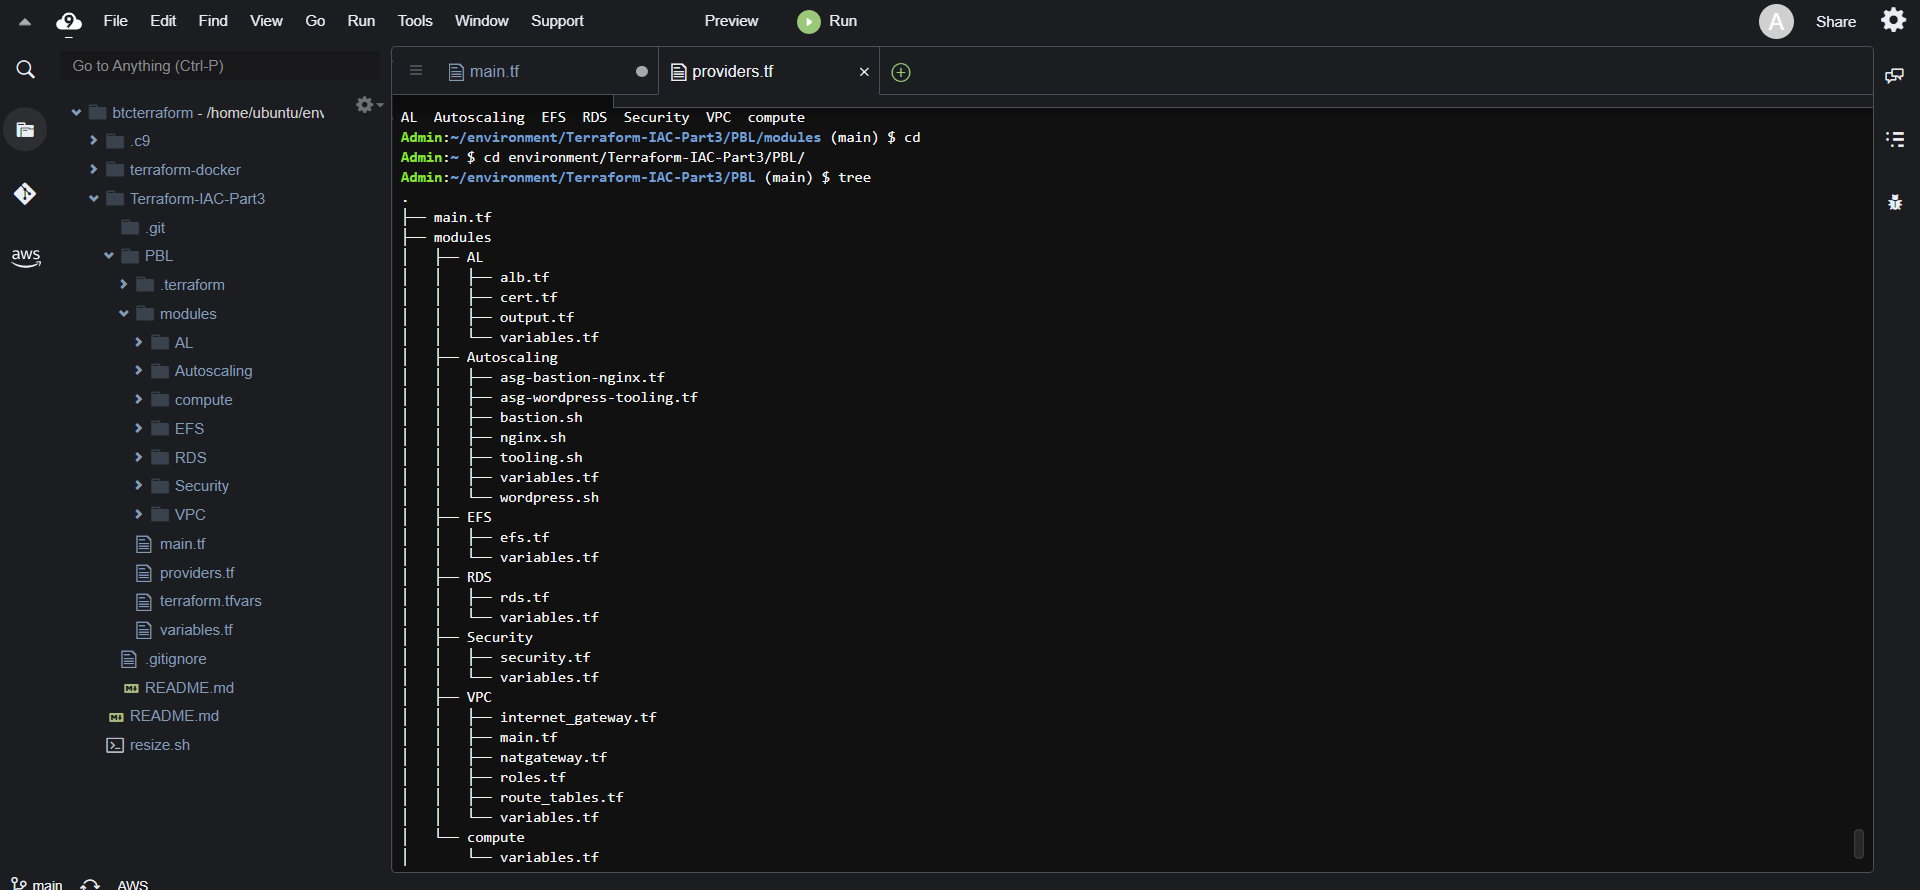 File Edit Find View Go Run Tools Window Support Preview Run A Share
Go to Anything (Ctrl-P)
main.tf
providers.tf
aws
btcterraform - /home/ubuntu/env
.c9
terraform-docker
Terraform-IAC-Part3
.git
PBL
.terraform
modules
AL
Autoscaling
compute
EFS
RDS
Security
VPC
main.tf
providers.tf
terraform.tfvars
variables.tf
.gitignore
README.md
README.md
resize.sh
AL Autoscaling EFS RDS Security VPC compute
Admin:~/environment/Terraform-IAC-Part3/PBL/modules (main) $ cd
Admin:~ $ cd environment/Terraform-IAC-Part3/PBL/
Admin:~/environment/Terraform-IAC-Part3/PBL (main) $ tree
.
├── main.tf
├── modules
│   ├── AL
│   │   ├── alb.tf
│   │   ├── cert.tf
│   │   ├── output.tf
│   │   └── variables.tf
│   ├── Autoscaling
│   │   ├── asg-bastion-nginx.tf
│   │   ├── asg-wordpress-tooling.tf
│   │   ├── bastion.sh
│   │   ├── nginx.sh
│   │   ├── tooling.sh
│   │   ├── variables.tf
│   │   └── wordpress.sh
│   ├── EFS
│   │   ├── efs.tf
│   │   └── variables.tf
│   ├── RDS
│   │   ├── rds.tf
│   │   └── variables.tf
│   ├── Security
│   │   ├── security.tf
│   │   └── variables.tf
│   ├── VPC
│   │   ├── internet_gateway.tf
│   │   ├── main.tf
│   │   ├── natgateway.tf
│   │   ├── roles.tf
│   │   ├── route_tables.tf
│   │   └── variables.tf
│   └── compute
│       └── variables.tf
main AWS